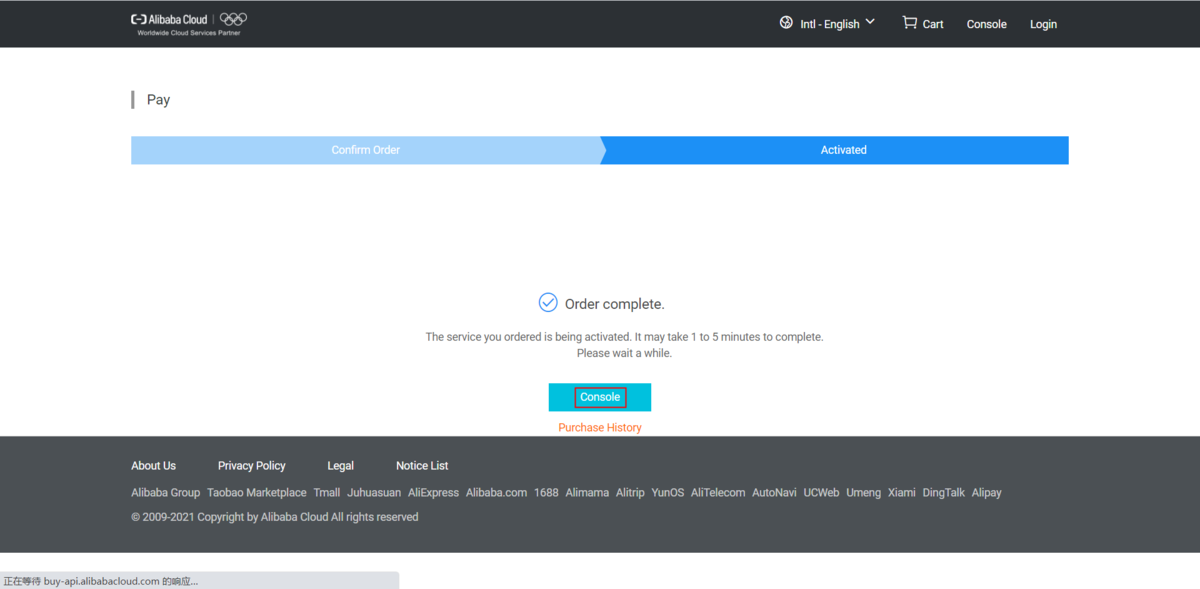 Alibaba Cloud
Worldwide Cloud Services Partner
Intl - English
Cart
Console
Login
Pay
Confirm Order
Activated
Order complete.
The service you ordered is being activated. It may take 1 to 5 minutes to complete.
Please wait a while.
Console
Purchase History
About Us
Privacy Policy
Legal
Notice List
Alibaba Group Taobao Marketplace Tmall Juhuasuan AliExpress Alibaba.com 1688 Alimama Alitrip YunOS AliTelecom AutoNavi UCWeb Umeng Xiami DingTalk Alipay
© 2009-2021 Copyright by Alibaba Cloud All rights reserved
正在等待 buy-api.alibabacloud.com 的响应...